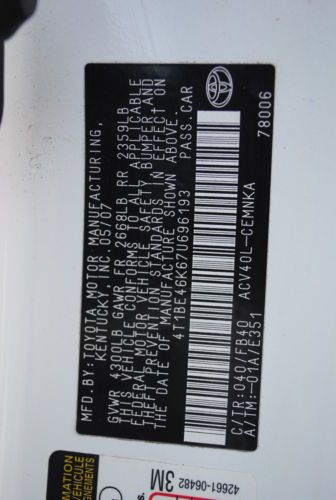 MFD. BY: TOYOTA MOTOR MANUFACTURING,
KENTUCKY, INC. 05/07
GVWR 4300LB GAWR FR 2668LB RR 2359LB
THIS VEHICLE CONFORMS TO ALL APPLICABLE
FEDERAL MOTOR VEHICLE SAFETY, BUMPER, AND
THEFT PREVENTION STANDARDS IN EFFECT ON
THE DATE OF MANUFACTURE SHOWN ABOVE.
4T1BE46K67U696193 PASS. CAR
C/TR: 040/FB40 ACV40L-CEMNKA
A/TM: -01A/E351 78006
42661-06482
3M